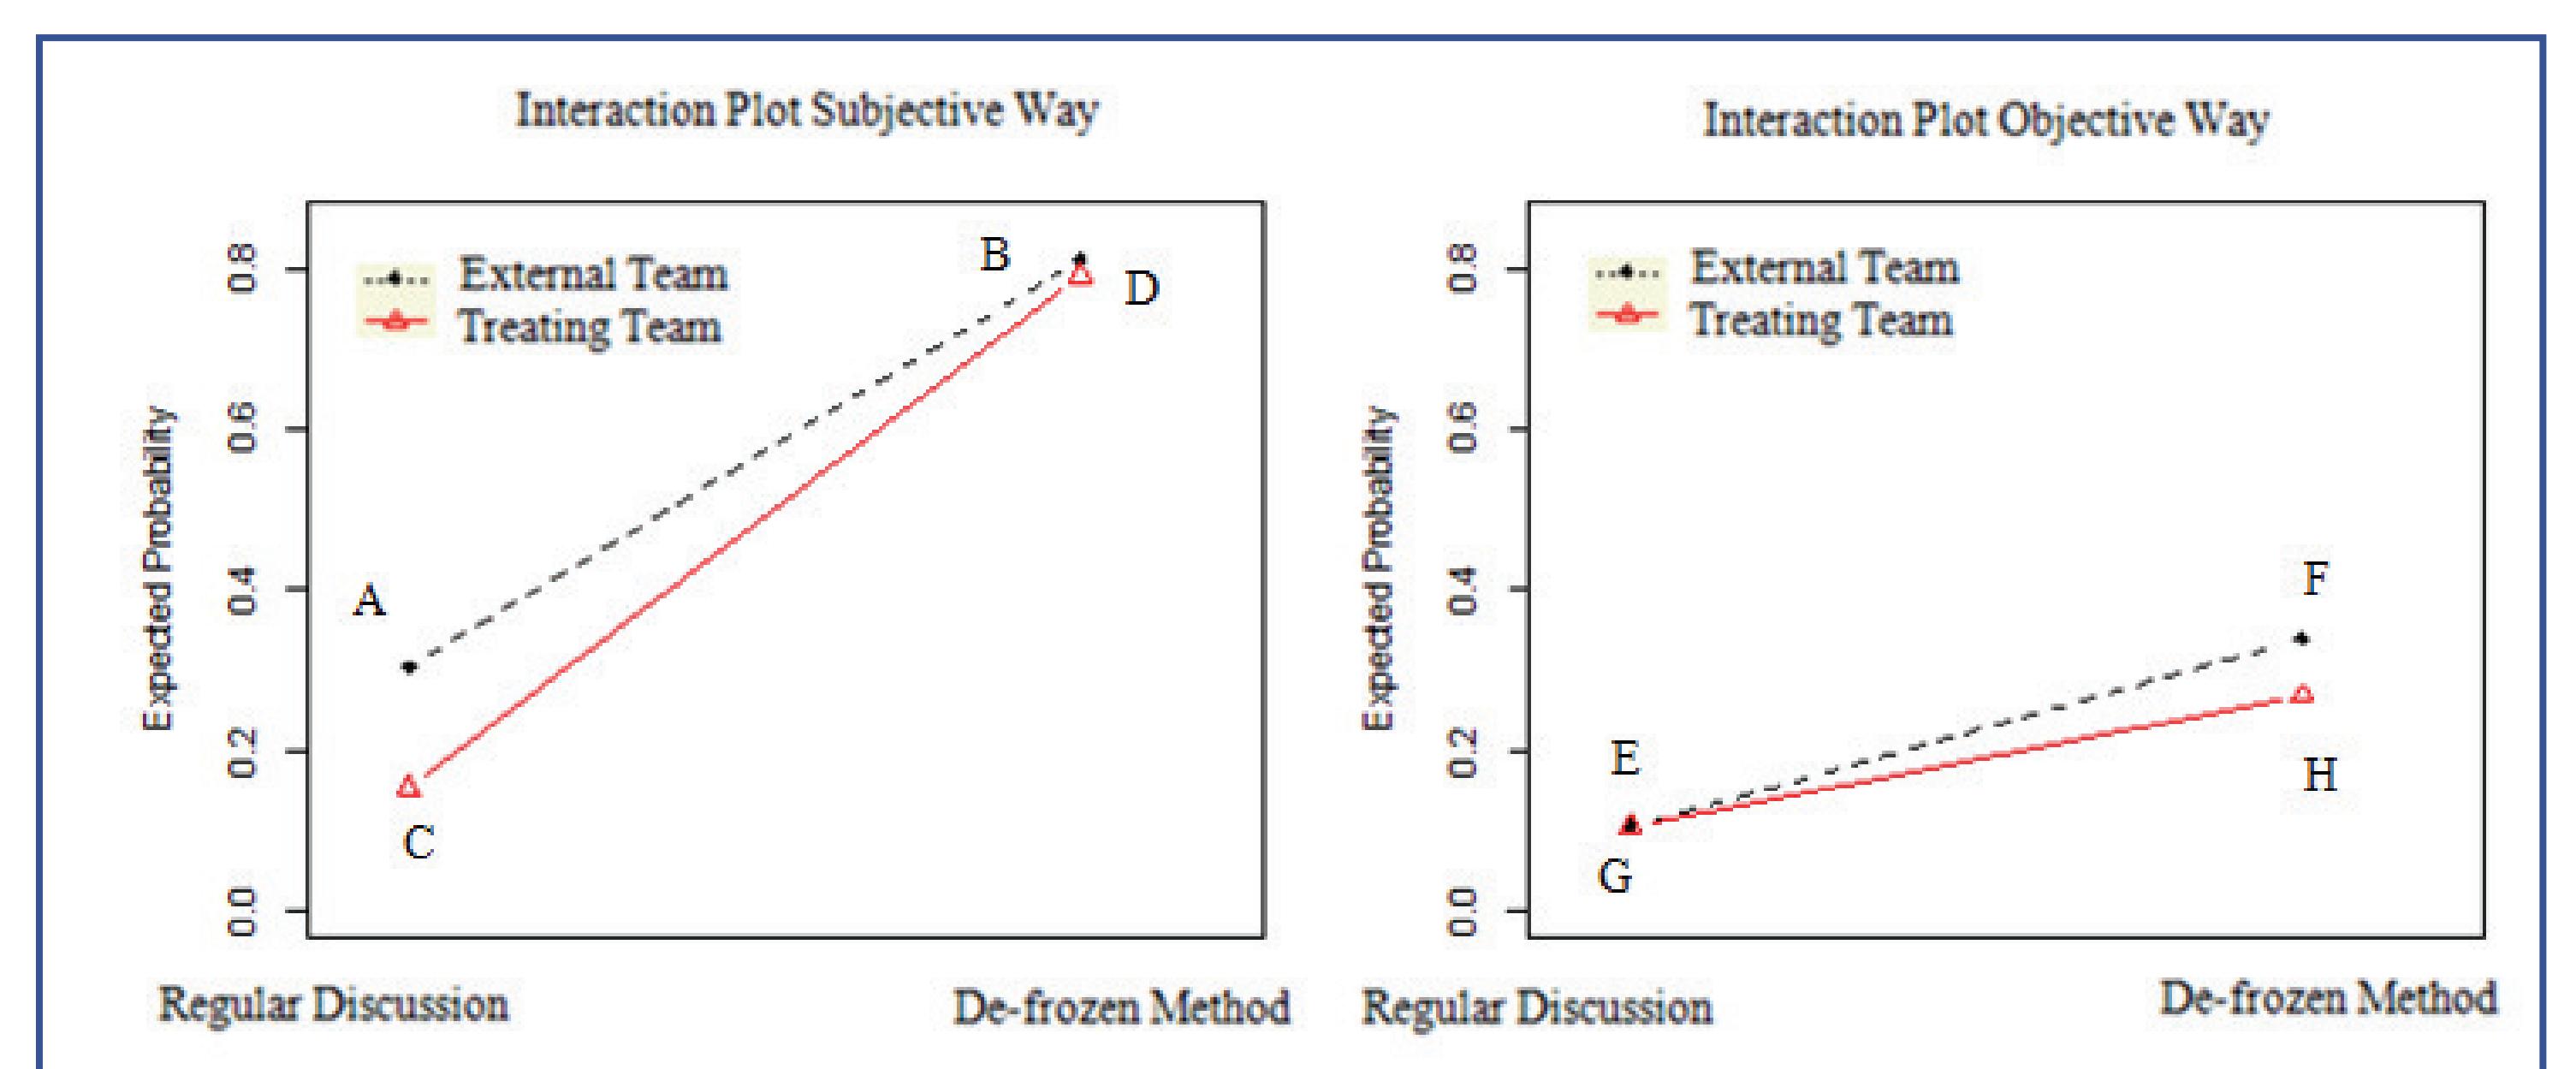 Interaction Plot Subjective Way
Expected Probability
0.8
0.6
0.4
0.2
0.0
External Team
Treating Team
A
B
C
D
Regular Discussion
De-frozen Method
Interaction Plot Objective Way
Expected Probability
0.8
0.6
0.4
0.2
0.0
External Team
Treating Team
E
F
G
H
Regular Discussion
De-frozen Method